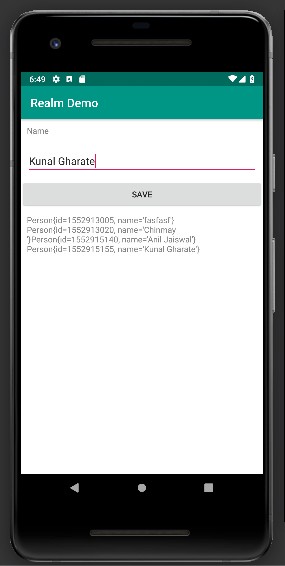 6:49
Realm Demo
Name
Kunal Gharate
SAVE
Person{id=1552913005, name='fasfasf'}
Person{id=1552913020, name='Chinmay
'}Person{id=1552915140, name='Anil Jaiswal'}
Person{id=1552915155, name='Kunal Gharate'}